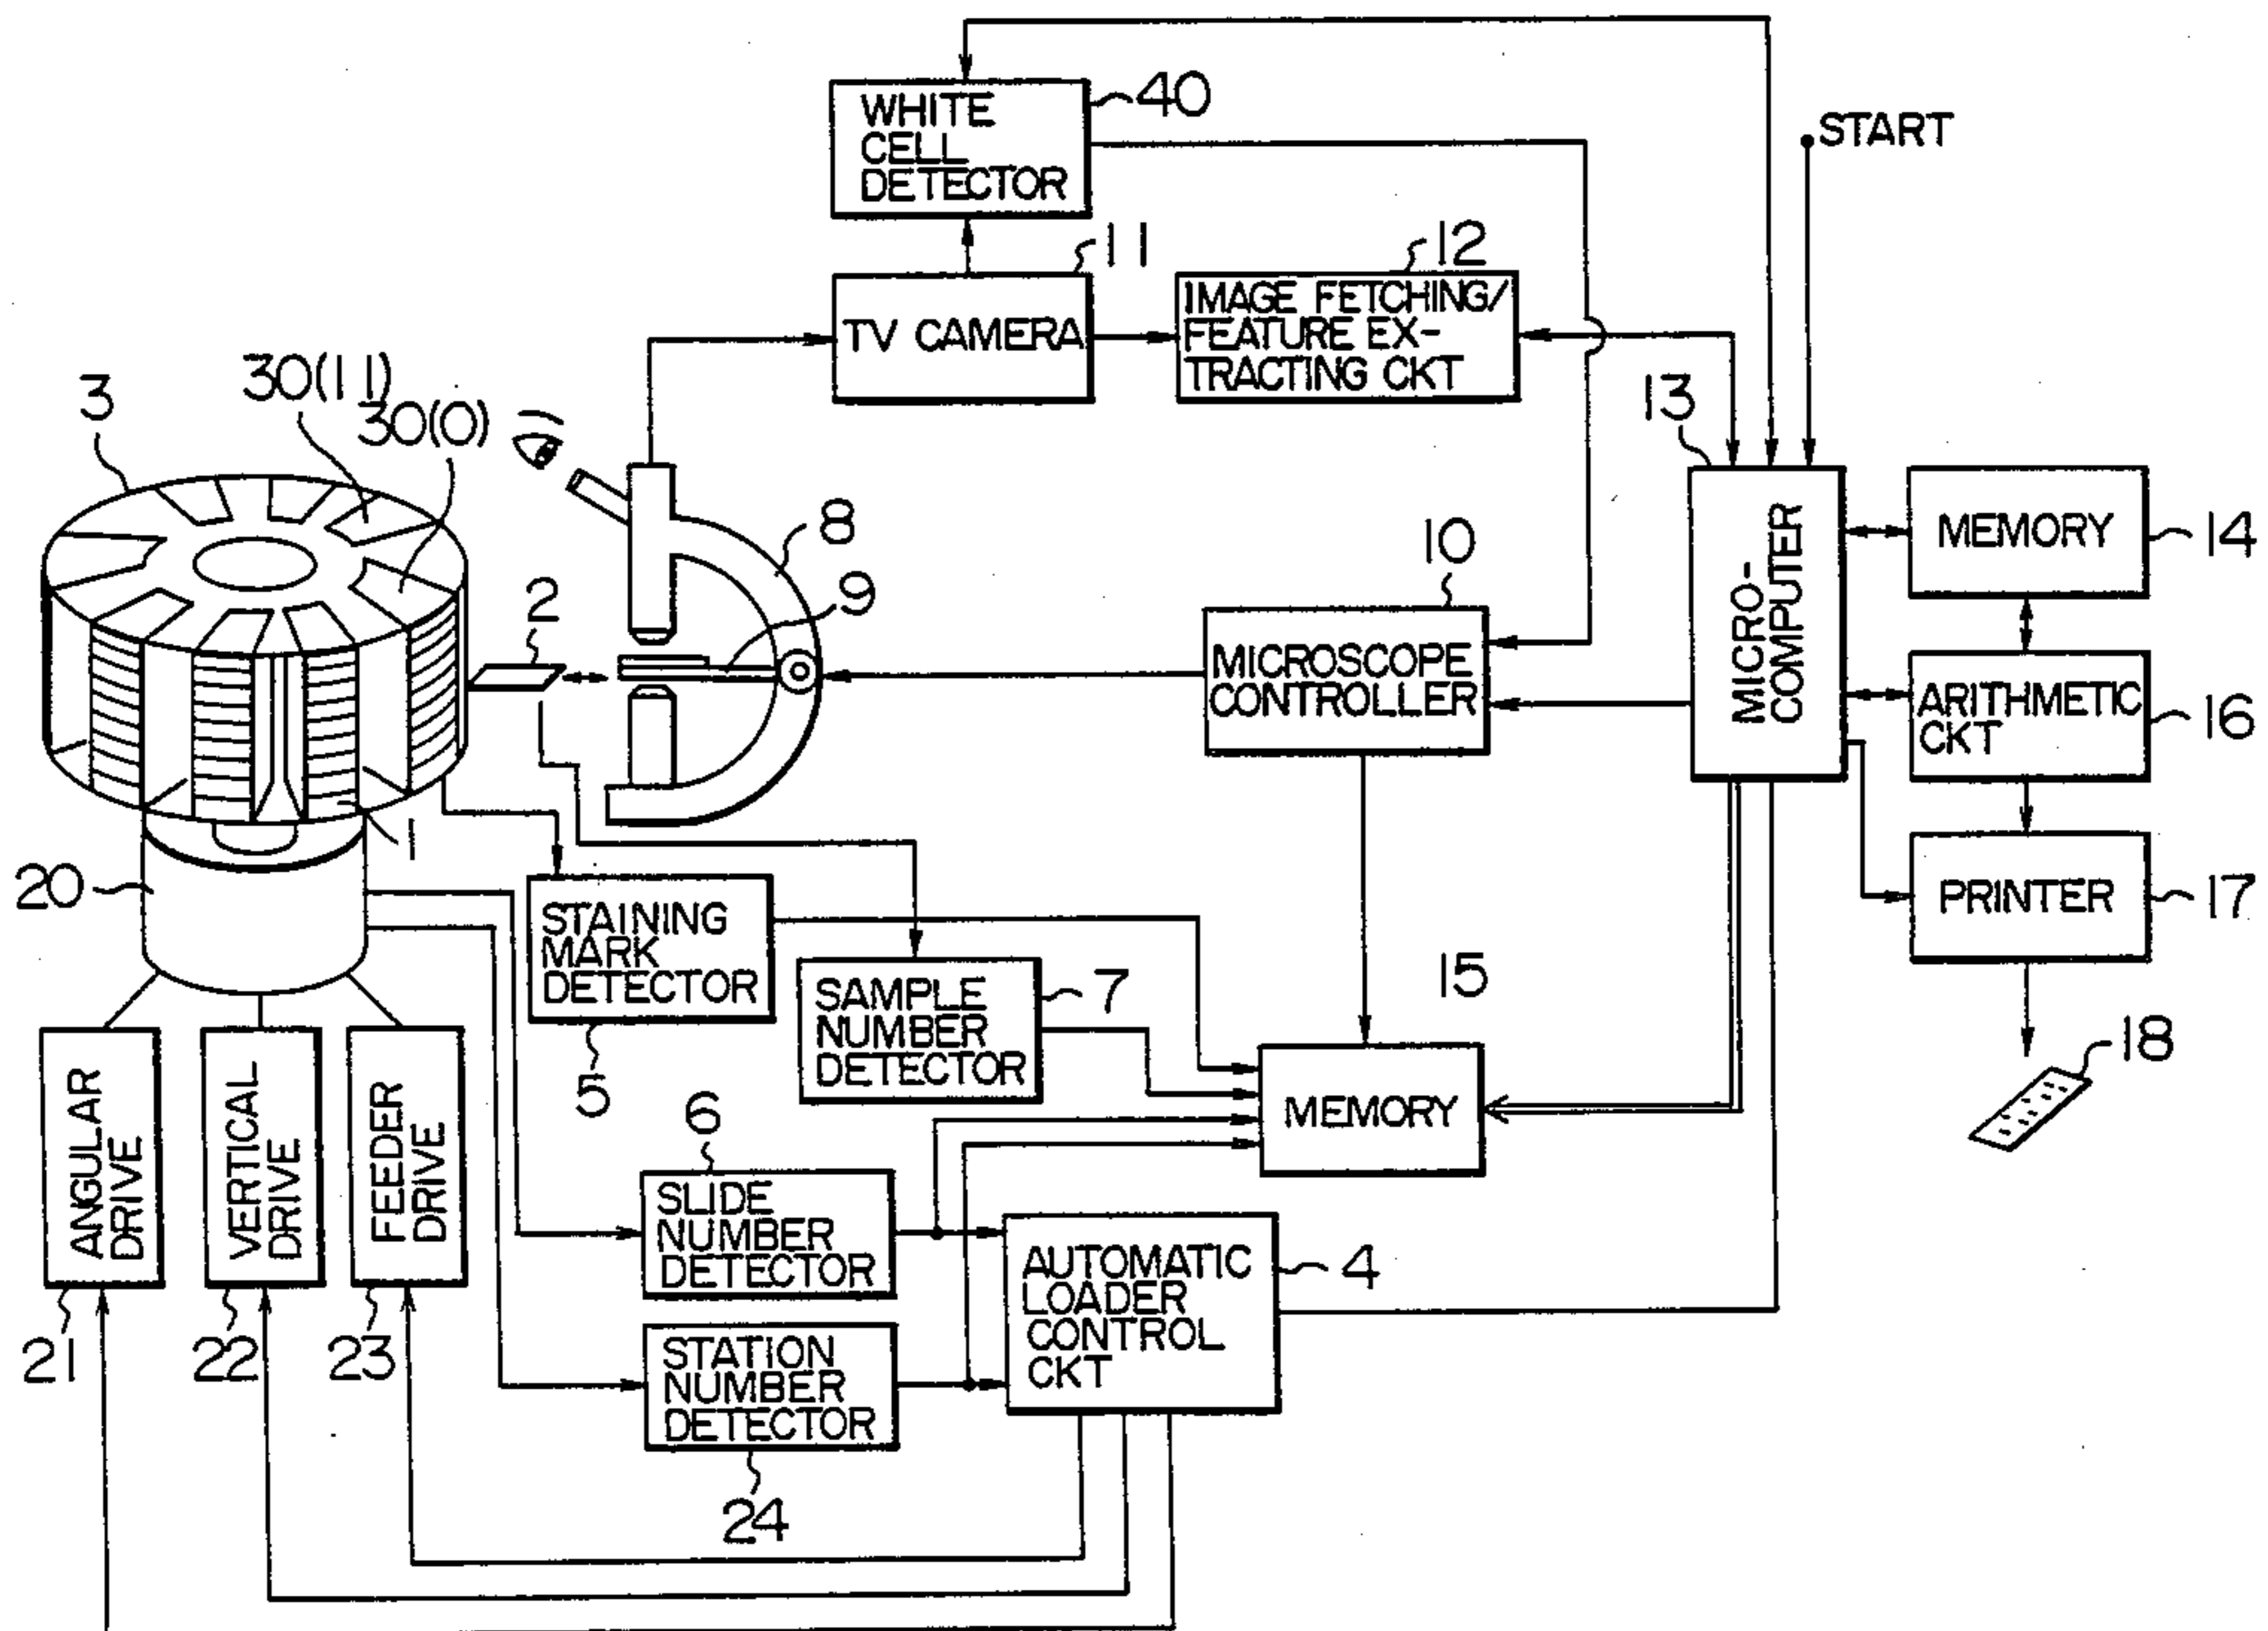 WHITE
CELL
DETECTOR
40
START
11
12
TV CAMERA
IMAGE FETCHING/
FEATURE EX-
TRACTING CKT
30(11)
30(0)
3
13
8
10
MICRO-
COMPUTER
MEMORY
14
2
9
MICROSCOPE
CONTROLLER
ARITHMETIC
CKT
16
1
20
STAINING
MARK
DETECTOR
5
SAMPLE
NUMBER
DETECTOR
7
15
PRINTER
17
18
MEMORY
ANGULAR
DRIVE
VERTICAL
DRIVE
FEEDER
DRIVE
6
SLIDE
NUMBER
DETECTOR
AUTOMATIC
LOADER
CONTROL
CKT
4
21
22
23
STATION
NUMBER
DETECTOR
24